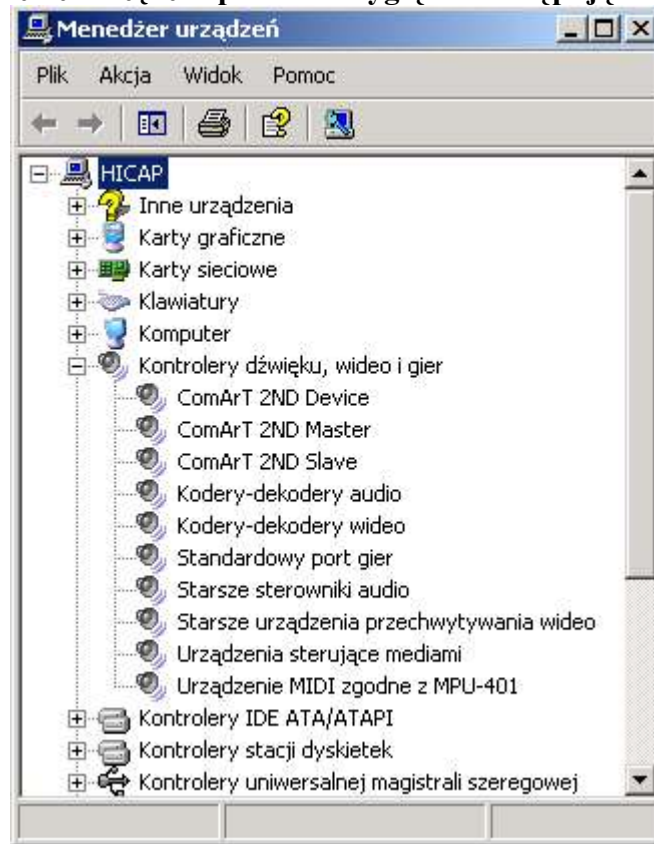 Menedżer urządzeń
Plik Akcja Widok Pomoc
HICAP
Inne urządzenia
Karty graficzne
Karty sieciowe
Klawiatury
Komputer
Kontrolery dźwięku, wideo i gier
ComArT 2ND Device
ComArT 2ND Master
ComArT 2ND Slave
Kodery-dekodery audio
Kodery-dekodery wideo
Standardowy port gier
Starsze sterowniki audio
Starsze urządzenia przechwytywania wideo
Urządzenia sterujące mediami
Urządzenie MIDI zgodne z MPU-401
Kontrolery IDE ATA/ATAPI
Kontrolery stacji dyskietek
Kontrolery uniwersalnej magistrali szeregowej